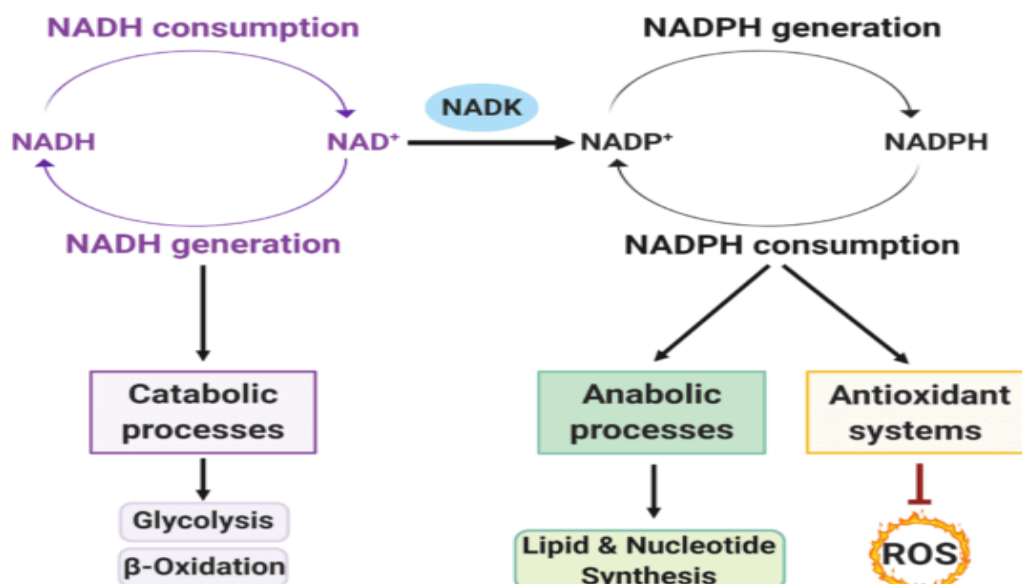 NADH consumption
NADPH generation
NADK
NADH
NAD⁺
NADP⁺
NADPH
NADH generation
NADPH consumption
Catabolic
processes
Anabolic
processes
Antioxidant
systems
Glycolysis
β-Oxidation
Lipid & Nucleotide
Synthesis
ROS